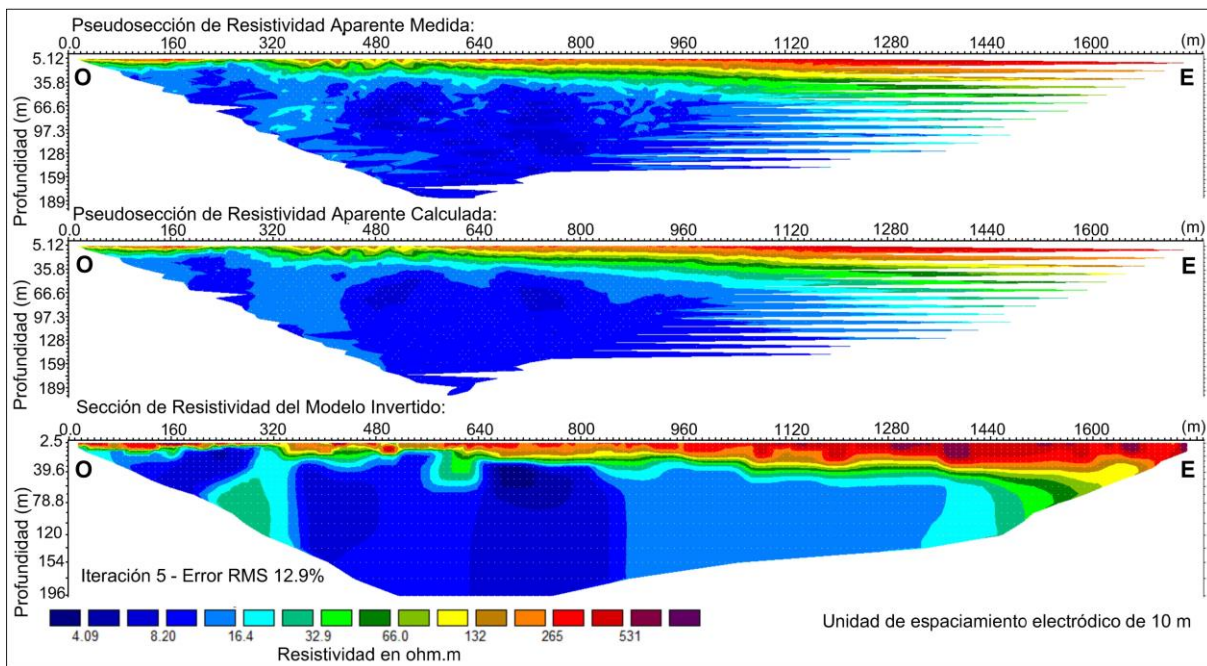 Pseudosección de Resistividad Aparente Medida:
0.0 160 320 480 640 800 960 1120 1280 1440 1600 (m)
5.12
35.8
66.6
97.3
128
159
189
Profundidad (m)
O E
Pseudosección de Resistividad Aparente Calculada:
0.0 160 320 480 640 800 960 1120 1280 1440 1600 (m)
5.12
35.8
66.6
97.3
128
159
189
Profundidad (m)
O E
Sección de Resistividad del Modelo Invertido:
0.0 160 320 480 640 800 960 1120 1280 1440 1600 (m)
2.5
39.6
78.8
120
154
196
Profundidad (m)
O E
Iteración 5 - Error RMS 12.9%
4.09 8.20 16.4 32.9 66.0 132 265 531
Resistividad en ohm.m
Unidad de espaciamiento electródico de 10 m